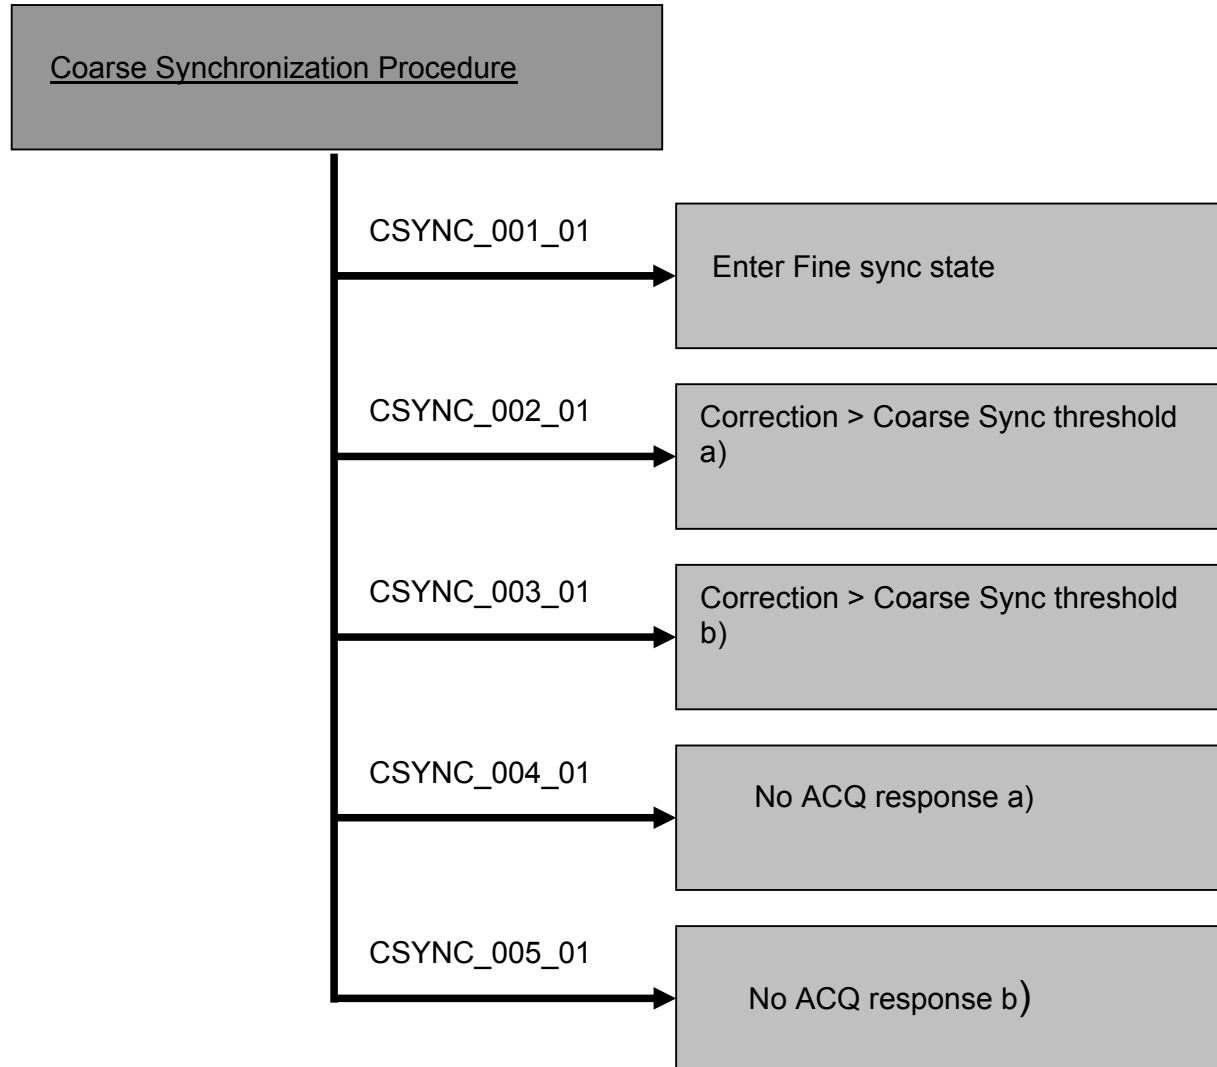 Coarse Synchronization Procedure
CSYNC_001_01
Enter Fine sync state
CSYNC_002_01
Correction > Coarse Sync threshold
a)
CSYNC_003_01
Correction > Coarse Sync threshold
b)
CSYNC_004_01
No ACQ response a)
CSYNC_005_01
No ACQ response b)